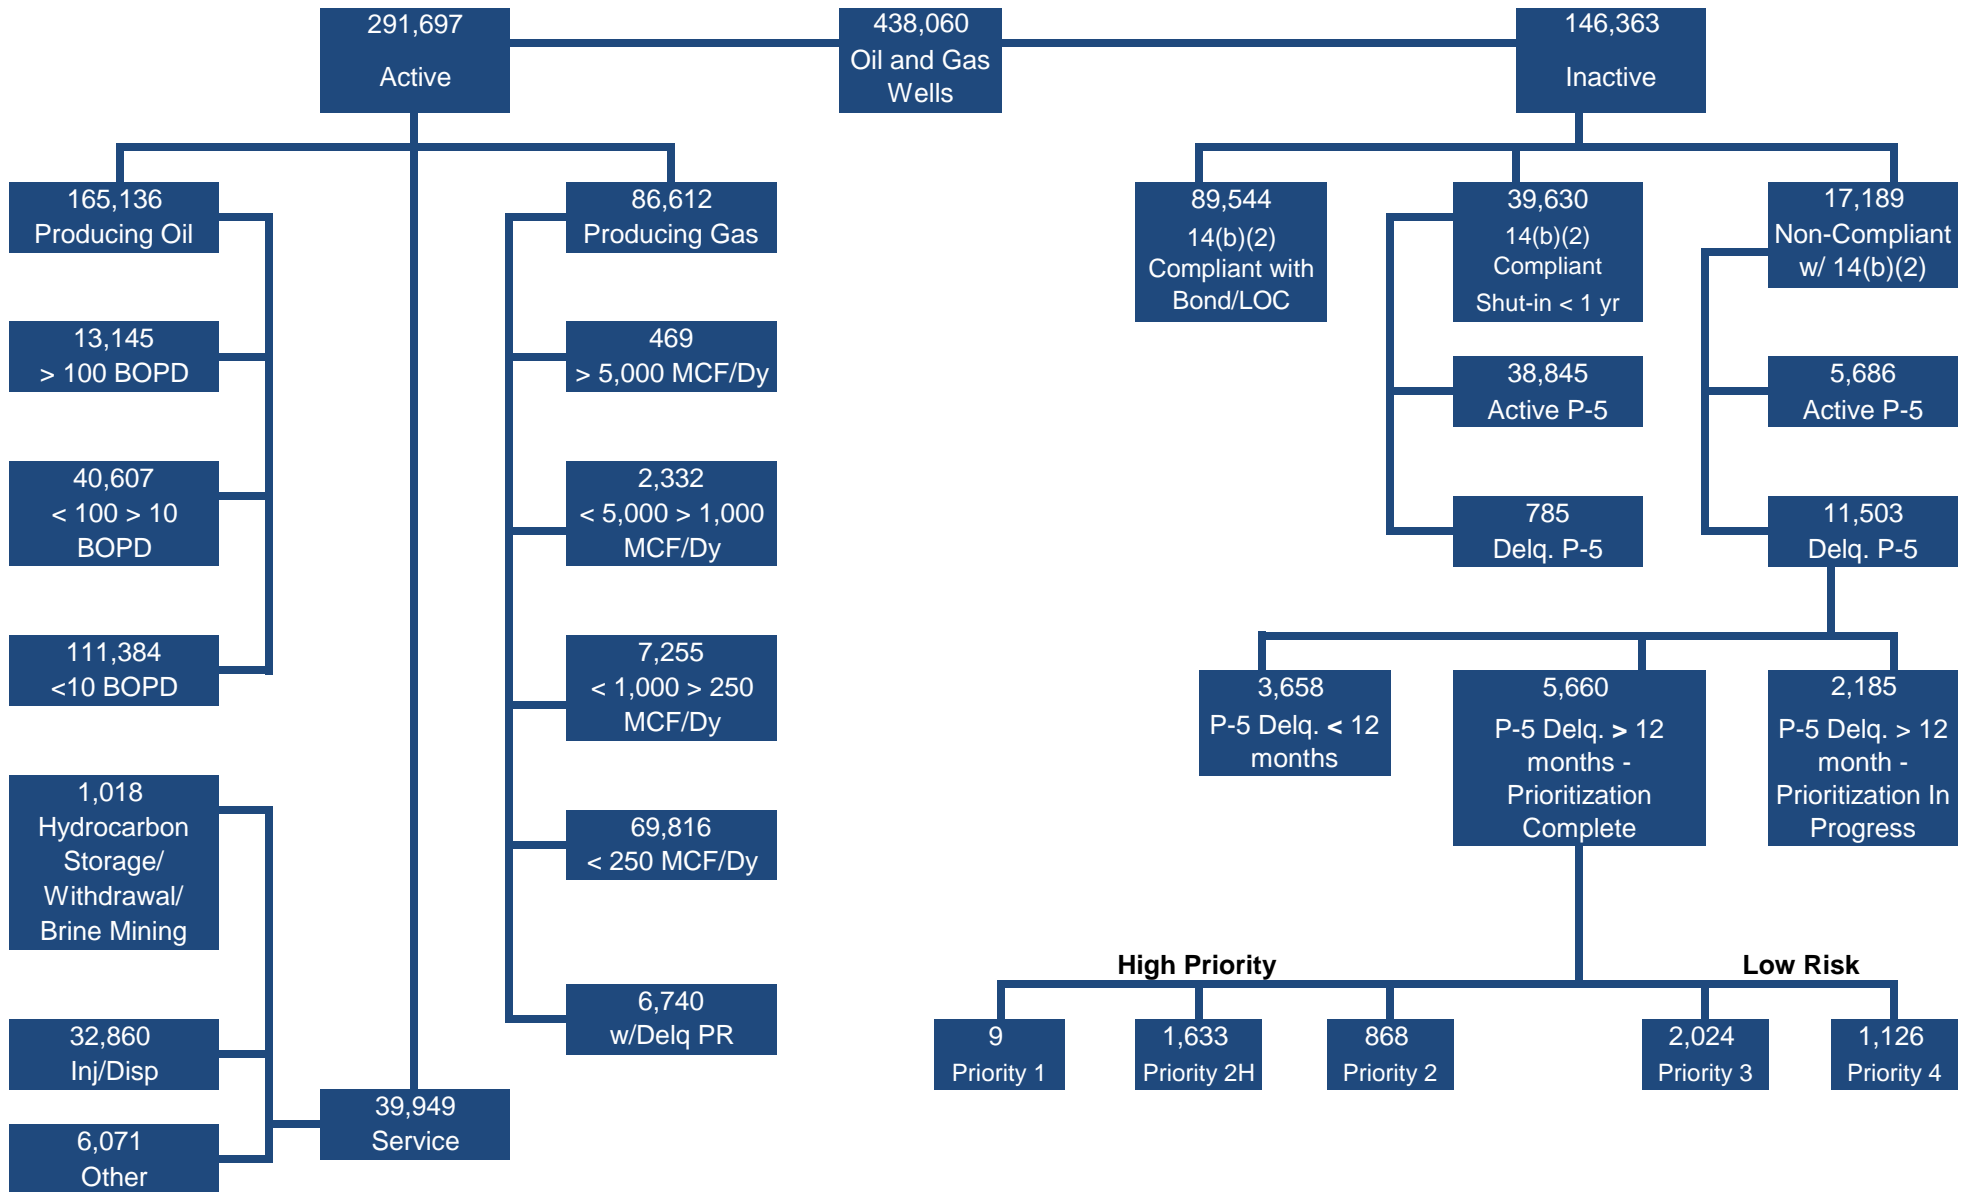 291,697
Active
438,060
Oil and Gas
Wells
146,363
Inactive
165,136
Producing Oil
13,145
> 100 BOPD
40,607
< 100 > 10
BOPD
111,384
<10 BOPD
86,612
Producing Gas
469
> 5,000 MCF/Dy
2,332
< 5,000 > 1,000
MCF/Dy
7,255
< 1,000 > 250
MCF/Dy
69,816
< 250 MCF/Dy
6,740
w/Delq PR
1,018
Hydrocarbon
Storage/
Withdrawal/
Brine Mining
32,860
Inj/Disp
6,071
Other
39,949
Service
89,544
14(b)(2)
Compliant with
Bond/LOC
39,630
14(b)(2)
Compliant
Shut-in < 1 yr
38,845
Active P-5
785
Delq. P-5
17,189
Non-Compliant
w/ 14(b)(2)
5,686
Active P-5
11,503
Delq. P-5
3,658
P-5 Delq. < 12
months
5,660
P-5 Delq. > 12
months -
Prioritization
Complete
2,185
P-5 Delq. > 12
month -
Prioritization In
Progress
High Priority
Low Risk
9
Priority 1
1,633
Priority 2H
868
Priority 2
2,024
Priority 3
1,126
Priority 4